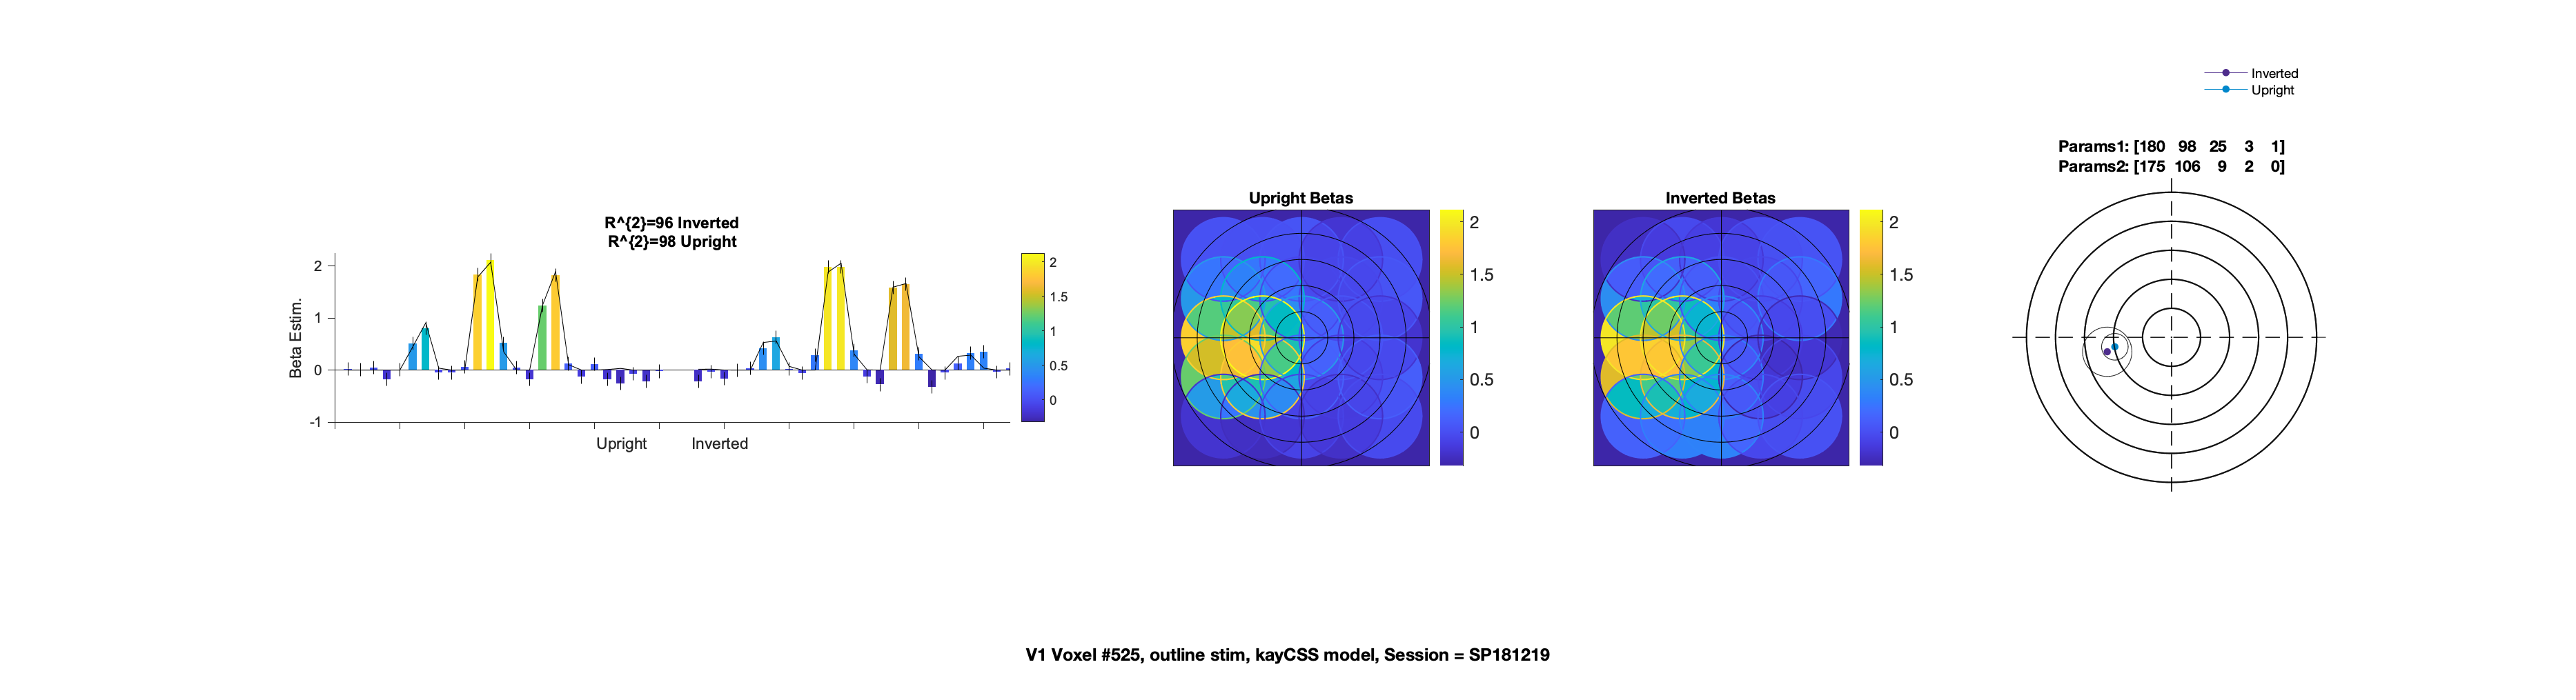 Inverted
Upright
Params1: [180 98 25 3 1]
Params2: [175 106 9 2 0]
R^{2}=96 Inverted
R^{2}=98 Upright
Upright Betas
Inverted Betas
Beta Estim.
2
1
0
-1
2
1.5
1
0.5
0
2
1.5
1
0.5
0
2
1.5
1
0.5
0
Upright
Inverted
V1 Voxel #525, outline stim, kayCSS model, Session = SP181219